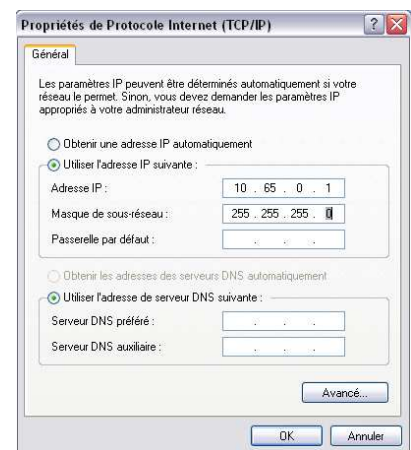 Propriétés de Protocole Internet (TCP/IP)
Général
Les paramètres IP peuvent être déterminés automatiquement si votre
réseau le permet. Sinon, vous devez demander les paramètres IP
appropriés à votre administrateur réseau.
Obtenir une adresse IP automatiquement
Utiliser l'adresse IP suivante :
Adresse IP : 10 . 65 . 0 . 1
Masque de sous-réseau : 255 . 255 . 255 . 0
Passerelle par défaut : . . .
Obtenir les adresses des serveurs DNS automatiquement
Utiliser l'adresse de serveur DNS suivante :
Serveur DNS préféré : . . .
Serveur DNS auxiliaire : . . .
Avancé...
OK Annuler